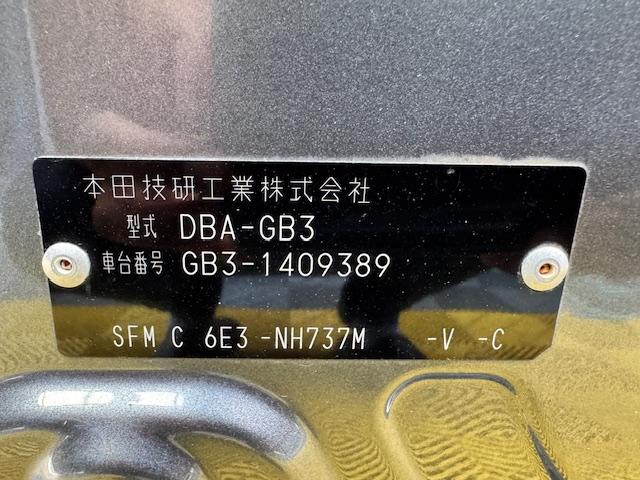 本田技研工業株式会社
型式 DBA-GB3
車台番号 GB3-1409389
SFM C 6E3 -NH737M -V -C